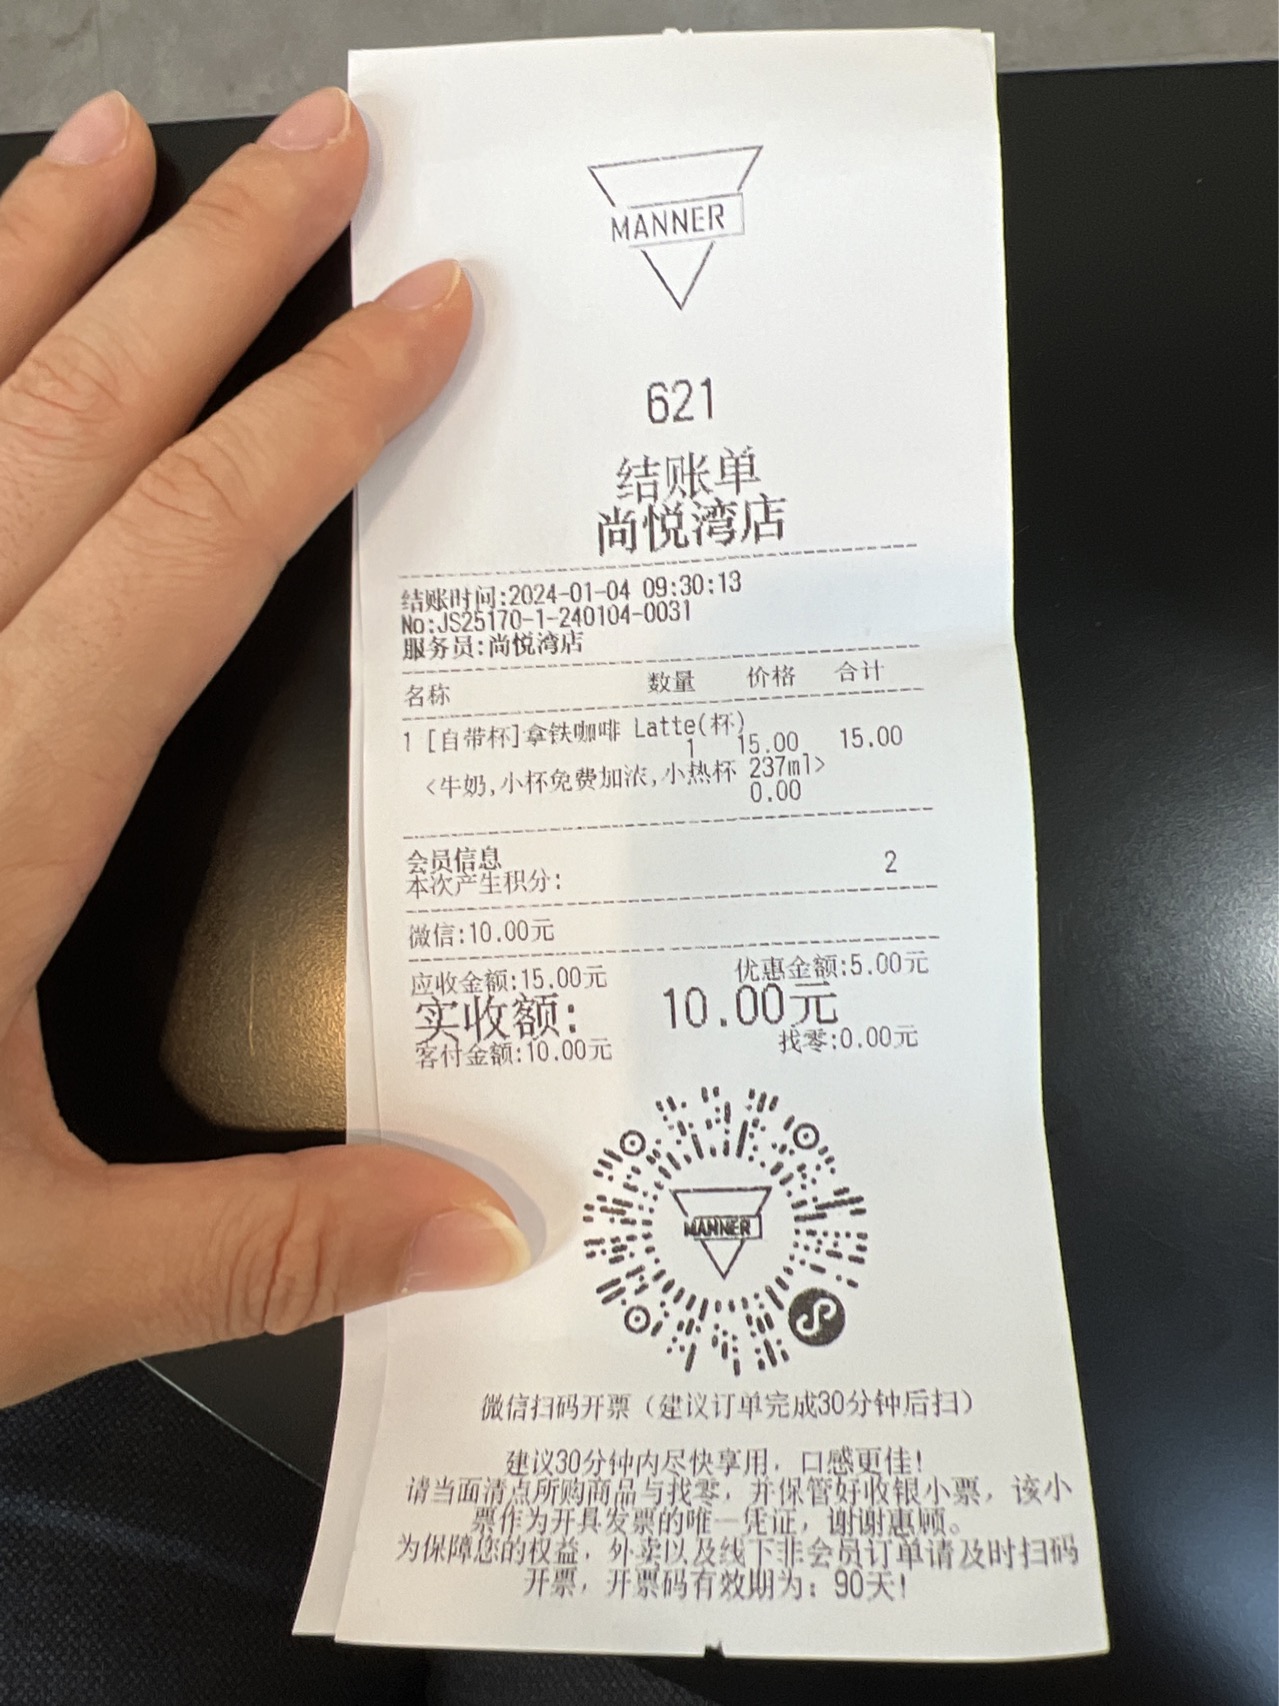 MANNER
621
结账单
尚悦湾店
结账时间:2024-01-04 09:30:13
No:JS25170-1-240104-0031
服务员:尚悦湾店
名称 数量 价格 合计
1 [自带杯]拿铁咖啡 Latte(杯)
1 15.00 15.00
<牛奶,小杯免费加浓,小热杯 237ml>
0.00
会员信息
本次产生积分: 2
微信:10.00元
应收金额:15.00元 优惠金额:5.00元
实收额: 10.00元
客付金额:10.00元 找零:0.00元
MANNER
微信扫码开票（建议订单完成30分钟后扫）
建议30分钟内尽快享用，口感更佳!
请当面清点所购商品与找零，并保管好收银小票，该小
票作为开具发票的唯一凭证，谢谢惠顾。
为保障您的权益，外卖以及线下非会员订单请及时扫码
开票，开票码有效期为：90天!